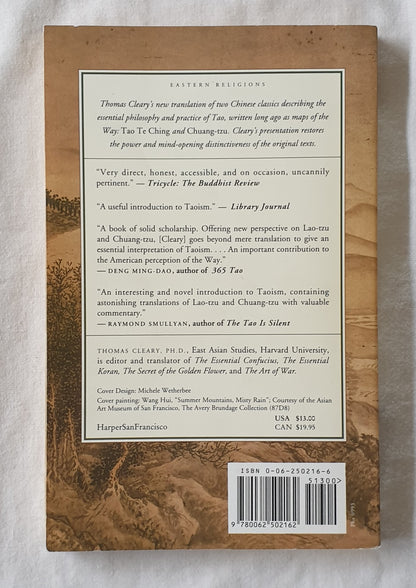 EASTERN RELIGIONS
Thomas Cleary's new translation of two Chinese classics describing the
essential philosophy and practice of Tao, written long ago as maps of the
Way: Tao Te Ching and Chuang-tzu. Cleary's presentation restores
the power and mind-opening distinctiveness of the original texts.
"Very direct, honest, accessible, and on occasion, uncannily
pertinent." — Tricycle: The Buddhist Review
"A useful introduction to Taoism." — Library Journal
"A book of solid scholarship. Offering new perspective on Lao-tzu
and Chuang-tzu, [Cleary] goes beyond mere translation to give an
essential interpretation of Taoism. . . . An important contribution to
the American perception of the Way."
— DENG MING-DAO, author of 365 Tao
"An interesting and novel introduction to Taoism, containing
astonishing translations of Lao-tzu and Chuang-tzu with valuable
commentary."
— RAYMOND SMULLYAN, author of The Tao Is Silent
THOMAS CLEARY, PH.D., East Asian Studies, Harvard University,
is editor and translator of The Essential Confucius, The Essential
Koran, The Secret of the Golden Flower, and The Art of War.
Cover Design: Michele Wetherbee
Cover painting: Wang Hui, "Summer Mountains, Misty Rain"; Courtesy of the Asian
Art Museum of San Francisco, The Avery Brundage Collection (87D8)
USA $13.00
HarperSanFrancisco CAN $19.95
ISBN 0-06-250216-6
51300>
9 780062 502162